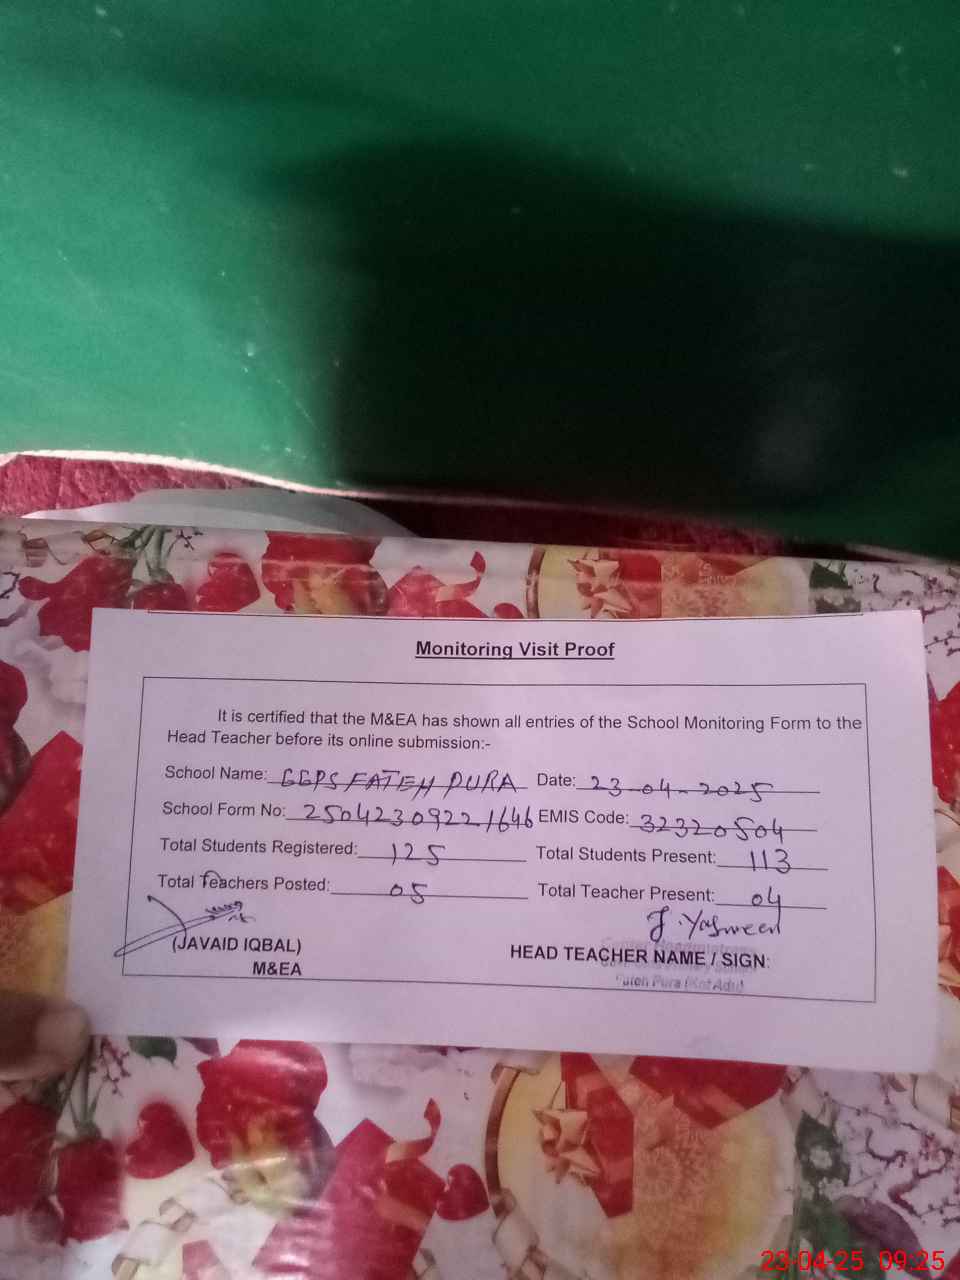 Monitoring Visit Proof
It is certified that the M&EA has shown all entries of the School Monitoring Form to the
Head Teacher before its online submission:-
School Name: GGPS FATEH PURA Date: 23-04-2025
School Form No: 25042309221646 EMIS Code: 32320504
Total Students Registered: 125 Total Students Present: 113
Total Teachers Posted: 05 Total Teacher Present: 04
J. Yasmeen
(JAVAID IQBAL) HEAD TEACHER NAME / SIGN:
M&EA
Fateh Pura (Kot Adu)
23-04-25 09:25